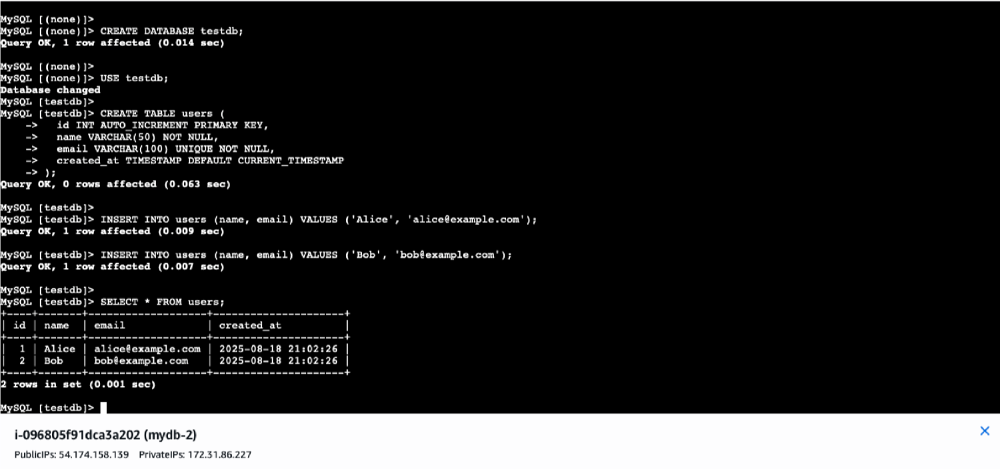 MySQL [(none)]>
MySQL [(none)]> CREATE DATABASE testdb;
Query OK, 1 row affected (0.014 sec)
MySQL [(none)]>
MySQL [(none)]> USE testdb;
Database changed
MySQL [testdb]>
MySQL [testdb]> CREATE TABLE users (
    ->   id INT AUTO_INCREMENT PRIMARY KEY,
    ->   name VARCHAR(50) NOT NULL,
    ->   email VARCHAR(100) UNIQUE NOT NULL,
    ->   created_at TIMESTAMP DEFAULT CURRENT_TIMESTAMP
    -> );
Query OK, 0 rows affected (0.063 sec)
MySQL [testdb]>
MySQL [testdb]> INSERT INTO users (name, email) VALUES ('Alice', 'alice@example.com');
Query OK, 1 row affected (0.009 sec)
MySQL [testdb]> INSERT INTO users (name, email) VALUES ('Bob', 'bob@example.com');
Query OK, 1 row affected (0.007 sec)
MySQL [testdb]>
MySQL [testdb]> SELECT * FROM users;
+----+-------+-------------------+---------------------+
| id | name  | email             | created_at          |
+----+-------+-------------------+---------------------+
|  1 | Alice | alice@example.com | 2025-08-18 21:02:26 |
|  2 | Bob   | bob@example.com   | 2025-08-18 21:02:26 |
+----+-------+-------------------+---------------------+
2 rows in set (0.001 sec)
MySQL [testdb]>
i-096805f91dca3a202 (mydb-2)
PublicIPs: 54.174.158.139 PrivateIPs: 172.31.86.227